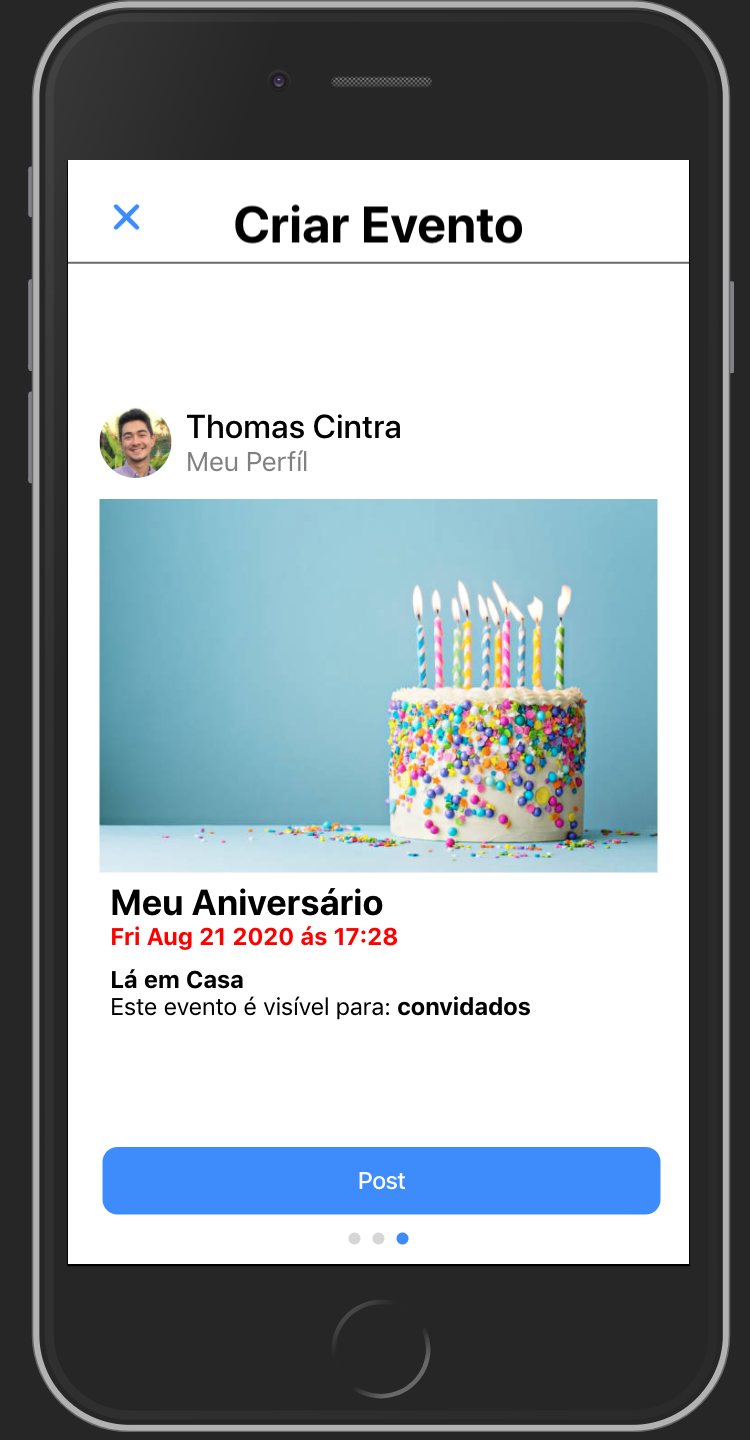 Criar Evento
Thomas Cintra
Meu Perfíl
Meu Aniversário
Fri Aug 21 2020 ás 17:28
Lá em Casa
Este evento é visível para: convidados
Post